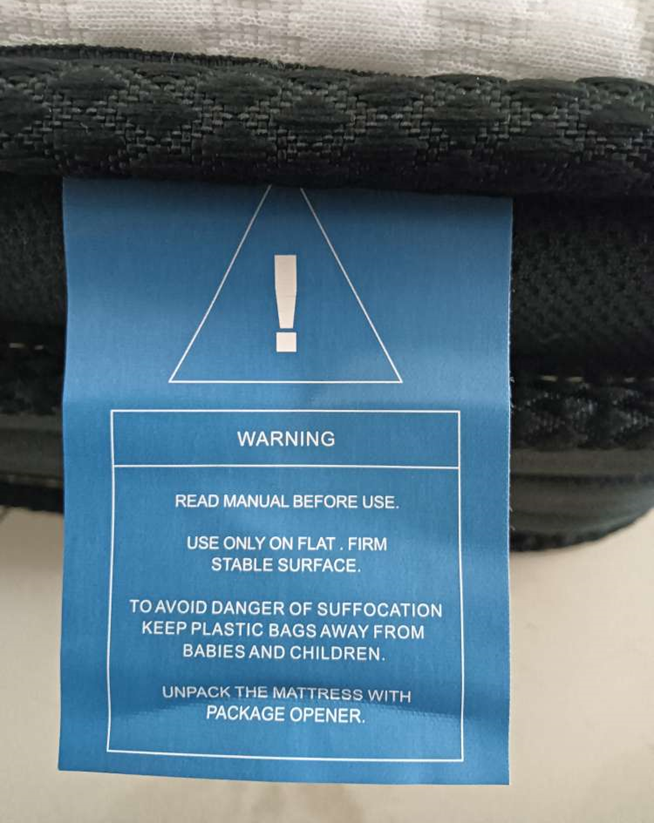 !
WARNING
READ MANUAL BEFORE USE.
USE ONLY ON FLAT . FIRM
STABLE SURFACE.
TO AVOID DANGER OF SUFFOCATION
KEEP PLASTIC BAGS AWAY FROM
BABIES AND CHILDREN.
UNPACK THE MATTRESS WITH
PACKAGE OPENER.